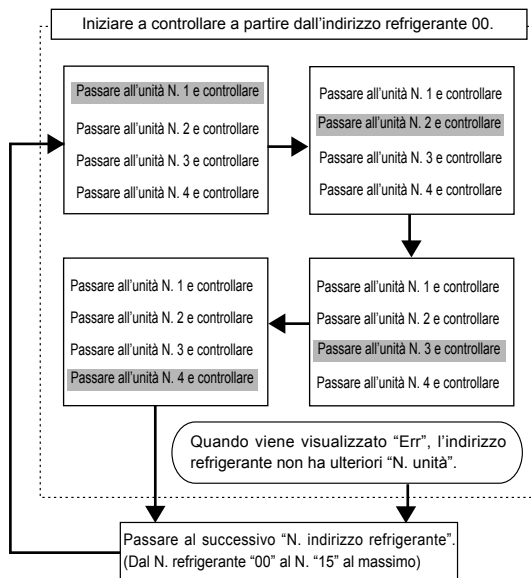 Iniziare a controllare a partire dall'indirizzo refrigerante 00.
Passare all'unità N. 1 e controllare
Passare all'unità N. 2 e controllare
Passare all'unità N. 3 e controllare
Passare all'unità N. 4 e controllare
Passare all'unità N. 1 e controllare
Passare all'unità N. 2 e controllare
Passare all'unità N. 3 e controllare
Passare all'unità N. 4 e controllare
Passare all'unità N. 1 e controllare
Passare all'unità N. 2 e controllare
Passare all'unità N. 3 e controllare
Passare all'unità N. 4 e controllare
Passare all'unità N. 1 e controllare
Passare all'unità N. 2 e controllare
Passare all'unità N. 3 e controllare
Passare all'unità N. 4 e controllare
Quando viene visualizzato “Err”, l'indirizzo
refrigerante non ha ulteriori “N. unità”.
Passare al successivo “N. indirizzo refrigerante”.
(Dal N. refrigerante “00” al N. “15” al massimo)